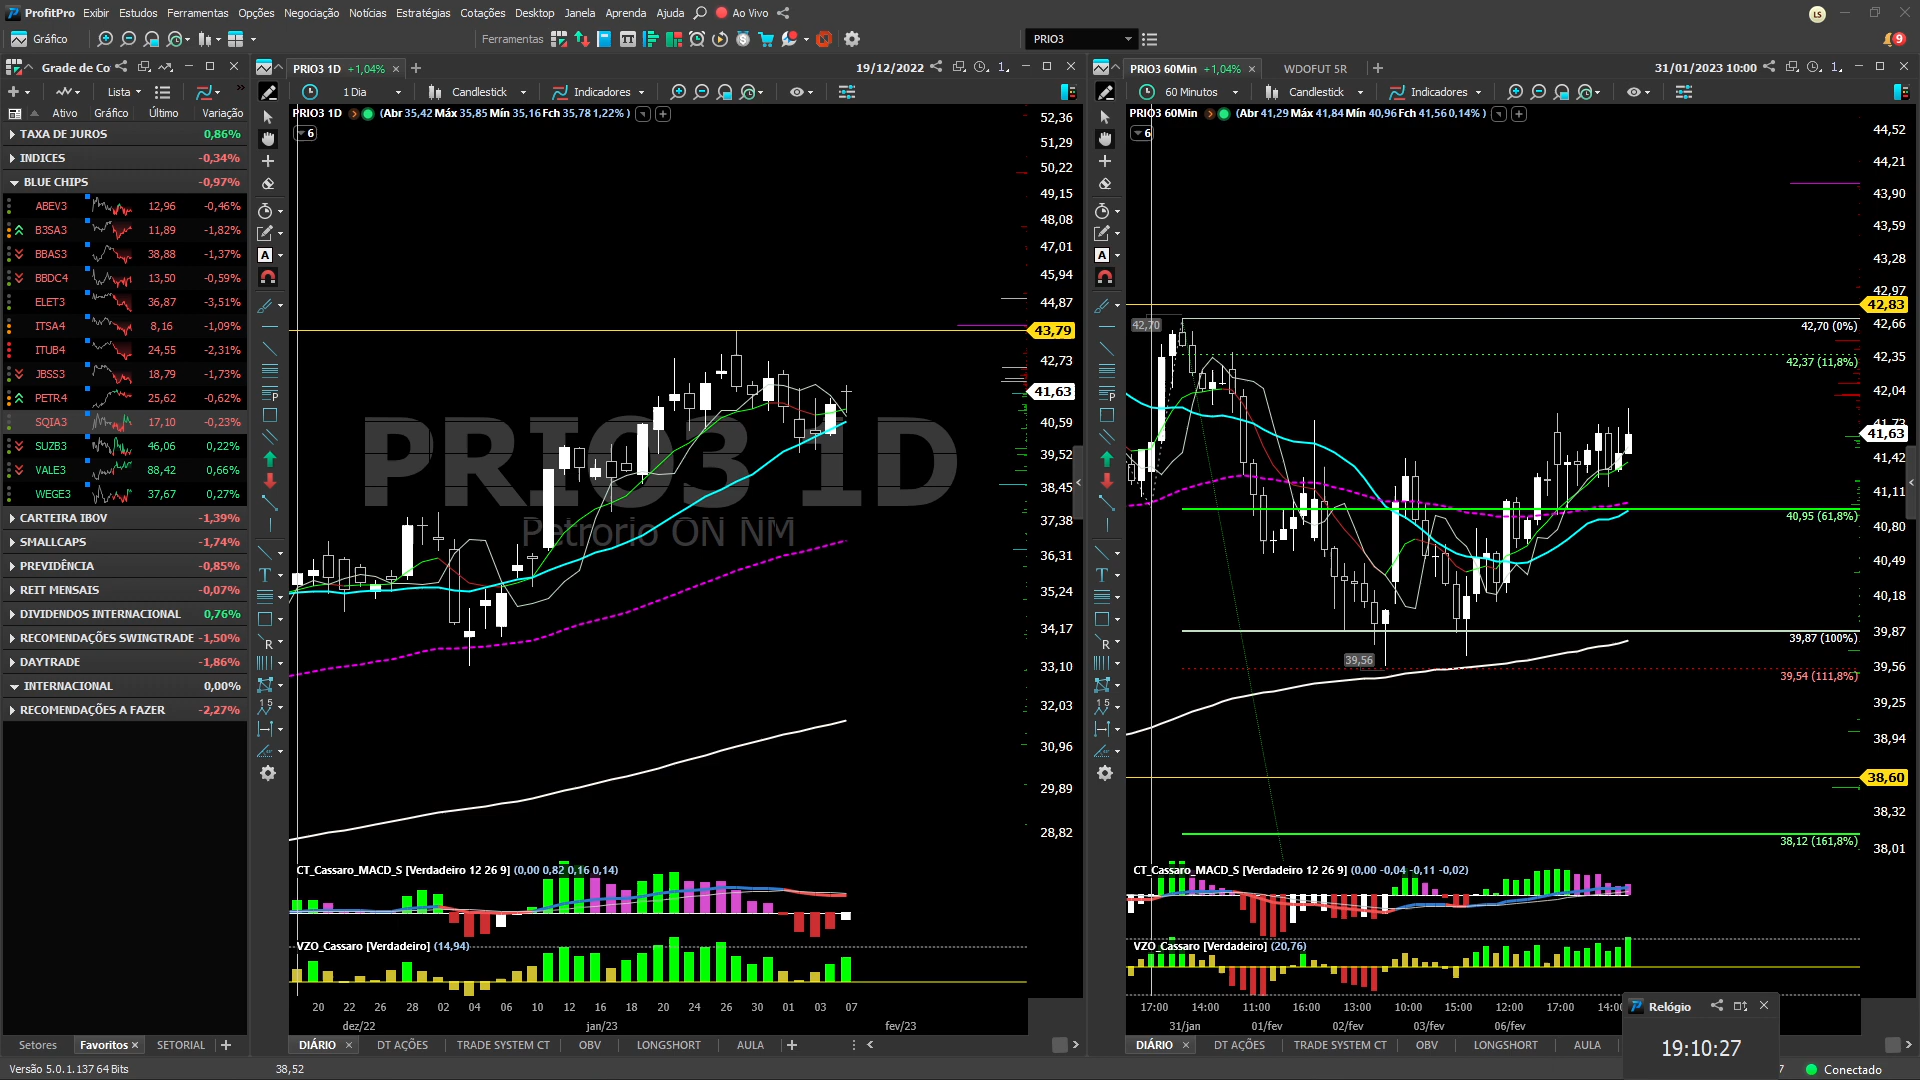 ProfitPro Exibir Estudos Ferramentas Opções Negociação Notícias Estratégias Cotações Desktop Janela Aprenda Ajuda Ao Vivo LS
Gráfico Ferramentas PRIO3 9
Grade de Co
Lista
Ativo Gráfico Último Variação
TAXA DE JUROS 0,86%
INDICES -0,34%
BLUE CHIPS -0,97%
ABEV3 12,96 -0,46%
B3SA3 11,89 -1,82%
BBAS3 38,88 -1,37%
BBDC4 13,50 -0,59%
ELET3 36,87 -3,51%
ITSA4 8,16 -1,09%
ITUB4 24,55 -2,31%
JBSS3 18,79 -1,73%
PETR4 25,62 -0,62%
SQIA3 17,10 -0,23%
SUZB3 46,06 0,22%
VALE3 88,42 0,66%
WEGE3 37,67 0,27%
CARTEIRA IBOV -1,39%
SMALLCAPS -1,74%
PREVIDÊNCIA -0,85%
REIT MENSAIS -0,07%
DIVIDENDOS INTERNACIONAL 0,76%
RECOMENDAÇÕES SWINGTRADE -1,50%
DAYTRADE -1,86%
INTERNACIONAL 0,00%
RECOMENDAÇÕES A FAZER -2,27%
Setores Favoritos SETORIAL
PRIO3 1D +1,04% 19/12/2022 1
1 Dia Candlestick Indicadores
PRIO3 1D (Abr 35,42 Máx 35,85 Mín 35,16 Fch 35,78 1,22% )
6
PRIO3 1D
Petrorio ON NM
52,36
51,29
50,22
49,15
48,08
47,01
45,94
44,87
43,79
42,73
41,63
40,59
39,52
38,45
37,38
36,31
35,24
34,17
33,10
32,03
30,96
29,89
28,82
CT_Cassaro_MACD_S [Verdadeiro 12 26 9] (0,00 0,82 0,16 0,14)
VZO_Cassaro [Verdadeiro] (14,94)
20 22 26 28 02 04 06 10 12 16 18 20 24 26 30 01 03 07
dez/22 jan/23 fev/23
DIÁRIO DT AÇÕES TRADE SYSTEM CT OBV LONGSHORT AULA
PRIO3 60Min +1,04% WDOFUT 5R 31/01/2023 10:00 1
60 Minutos Candlestick Indicadores
PRIO3 60Min (Abr 41,29 Máx 41,84 Mín 40,96 Fch 41,56 0,14% )
6
44,52
44,21
43,90
43,59
43,28
42,97
42,83
42,70
42,70 (0%)
42,66
42,37 (11,8%)
42,35
42,04
41,73
41,63
41,42
41,11
40,95 (61,8%)
40,80
40,49
40,18
39,87
39,87 (100%)
39,56
39,56
39,54 (111,8%)
39,25
38,94
38,60
38,32
38,12 (161,8%)
38,01
CT_Cassaro_MACD_S [Verdadeiro 12 26 9] (0,00 -0,04 -0,11 -0,02)
VZO_Cassaro [Verdadeiro] (20,76)
17:00 14:00 11:00 16:00 13:00 10:00 15:00 12:00 17:00 14:0
31/jan 01/fev 02/fev 03/fev 06/fev
DIÁRIO DT AÇÕES TRADE SYSTEM CT OBV LONGSHORT AULA
Relógio
19:10:27
Versão 5.0.1.137 64 Bits 38,52 7 Conectado